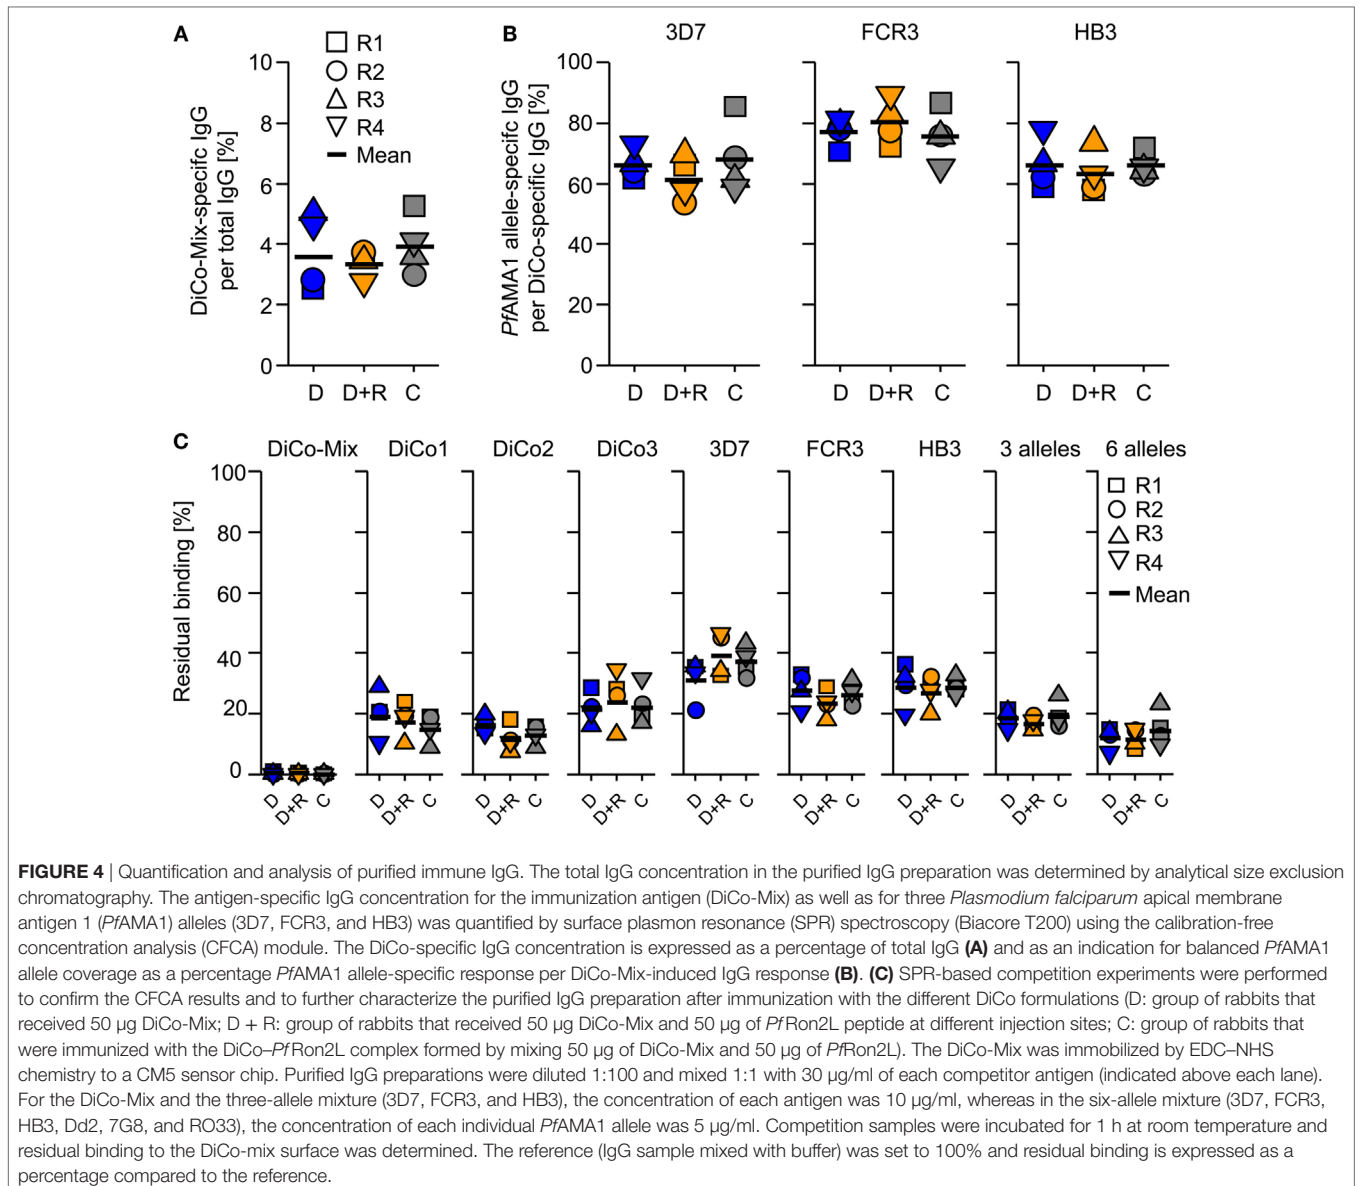 A
R1
R2
R3
R4
Mean
10
8
6
4
2
0
DiCo-Mix-specific IgG
per total IgG [%]
D D+R C
B
3D7 FCR3 HB3
100
80
60
40
20
0
PfAMA1 allele-specifc IgG
per DiCo-specific IgG [%]
D D+R C D D+R C D D+R C
C
DiCo-Mix DiCo1 DiCo2 DiCo3 3D7 FCR3 HB3 3 alleles 6 alleles
100
80
60
40
20
0
Residual binding [%]
R1
R2
R3
R4
Mean
D D+R C D D+R C D D+R C D D+R C D D+R C D D+R C D D+R C D D+R C D D+R C
FIGURE 4 | Quantification and analysis of purified immune IgG. The total IgG concentration in the purified IgG preparation was determined by analytical size exclusion
chromatography. The antigen-specific IgG concentration for the immunization antigen (DiCo-Mix) as well as for three Plasmodium falciparum apical membrane
antigen 1 (PfAMA1) alleles (3D7, FCR3, and HB3) was quantified by surface plasmon resonance (SPR) spectroscopy (Biacore T200) using the calibration-free
concentration analysis (CFCA) module. The DiCo-specific IgG concentration is expressed as a percentage of total IgG (A) and as an indication for balanced PfAMA1
allele coverage as a percentage PfAMA1 allele-specific response per DiCo-Mix-induced IgG response (B). (C) SPR-based competition experiments were performed
to confirm the CFCA results and to further characterize the purified IgG preparation after immunization with the different DiCo formulations (D: group of rabbits that
received 50 µg DiCo-Mix; D + R: group of rabbits that received 50 µg DiCo-Mix and 50 µg of PfRon2L peptide at different injection sites; C: group of rabbits that
were immunized with the DiCo–PfRon2L complex formed by mixing 50 µg of DiCo-Mix and 50 µg of PfRon2L). The DiCo-Mix was immobilized by EDC–NHS
chemistry to a CM5 sensor chip. Purified IgG preparations were diluted 1:100 and mixed 1:1 with 30 µg/ml of each competitor antigen (indicated above each lane).
For the DiCo-Mix and the three-allele mixture (3D7, FCR3, and HB3), the concentration of each antigen was 10 µg/ml, whereas in the six-allele mixture (3D7, FCR3,
HB3, Dd2, 7G8, and RO33), the concentration of each individual PfAMA1 allele was 5 µg/ml. Competition samples were incubated for 1 h at room temperature and
residual binding to the DiCo-mix surface was determined. The reference (IgG sample mixed with buffer) was set to 100% and residual binding is expressed as a
percentage compared to the reference.